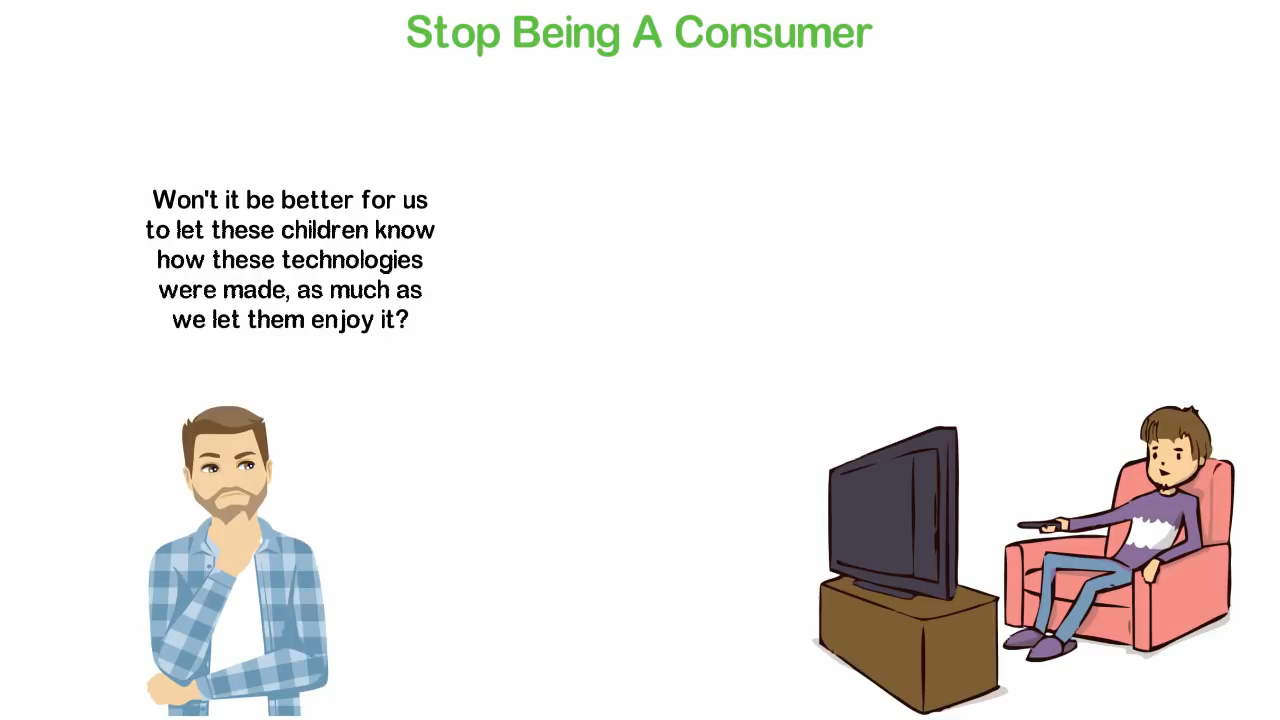 Stop Being A Consumer
Won't it be better for us
to let these children know
how these technologies
were made, as much as
we let them enjoy it?